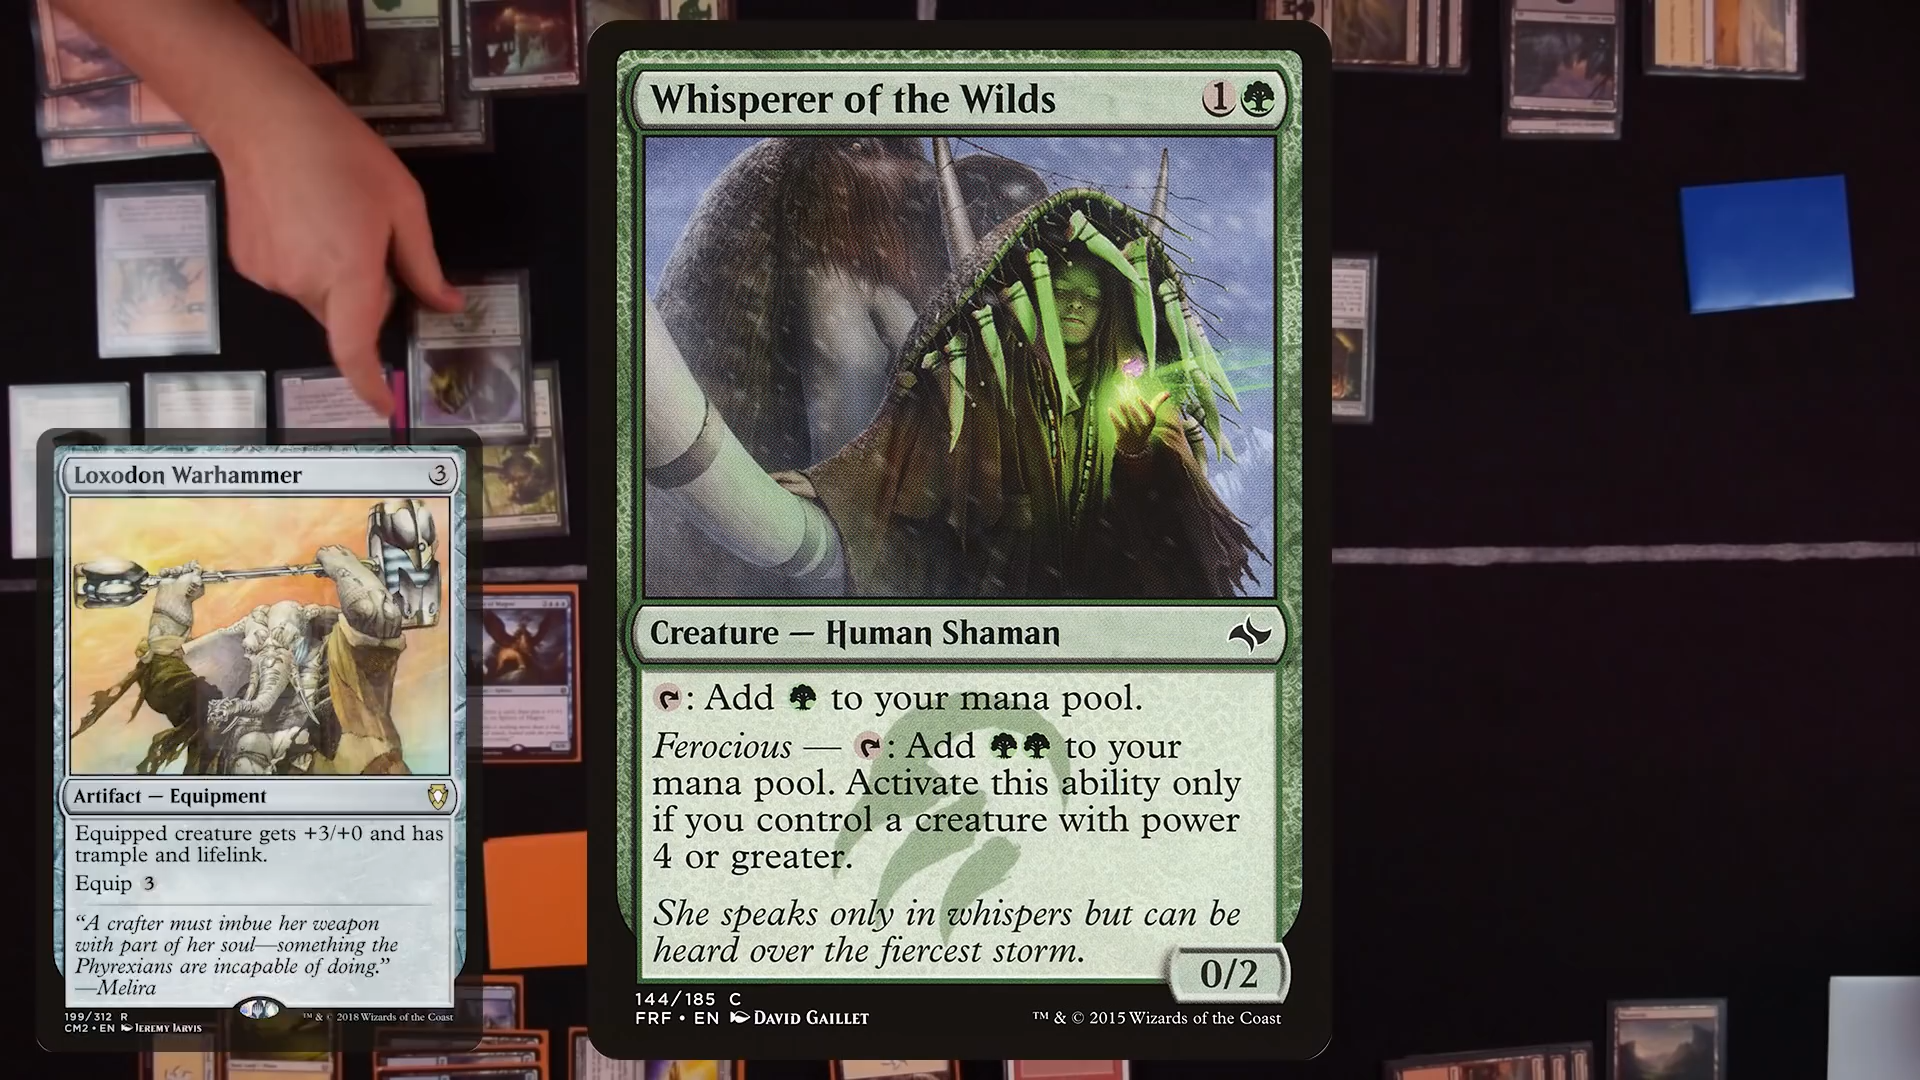 Whisperer of the Wilds
1
Creature — Human Shaman
: Add to your mana pool.
Ferocious — : Add to your
mana pool. Activate this ability only
if you control a creature with power
4 or greater.
She speaks only in whispers but can be
heard over the fiercest storm.
0/2
144/185 C
FRF • EN DAVID GAILLET
™ & © 2015 Wizards of the Coast
Loxodon Warhammer
3
Artifact — Equipment
Equipped creature gets +3/+0 and has
trample and lifelink.
Equip 3
“A crafter must imbue her weapon
with part of her soul—something the
Phyrexians are incapable of doing.”
—Melira
199/312 R
CM2 • EN JEREMY JARVIS
™ & © 2018 Wizards of the Coast